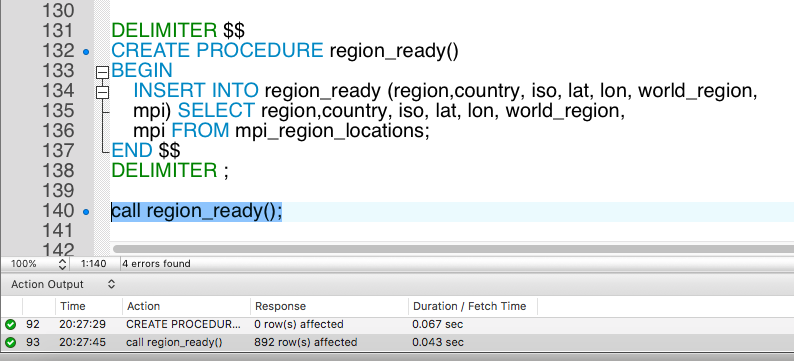 130
131 DELIMITER $$
132 CREATE PROCEDURE region_ready()
133 BEGIN
134 INSERT INTO region_ready (region,country, iso, lat, lon, world_region,
135 mpi) SELECT region,country, iso, lat, lon, world_region,
136 mpi FROM mpi_region_locations;
137 END $$
138 DELIMITER ;
139
140 call region_ready();
141
142
100% 1:140 4 errors found
Action Output
Time Action Response Duration / Fetch Time
92 20:27:29 CREATE PROCEDUR... 0 row(s) affected 0.067 sec
93 20:27:45 call region_ready() 892 row(s) affected 0.043 sec